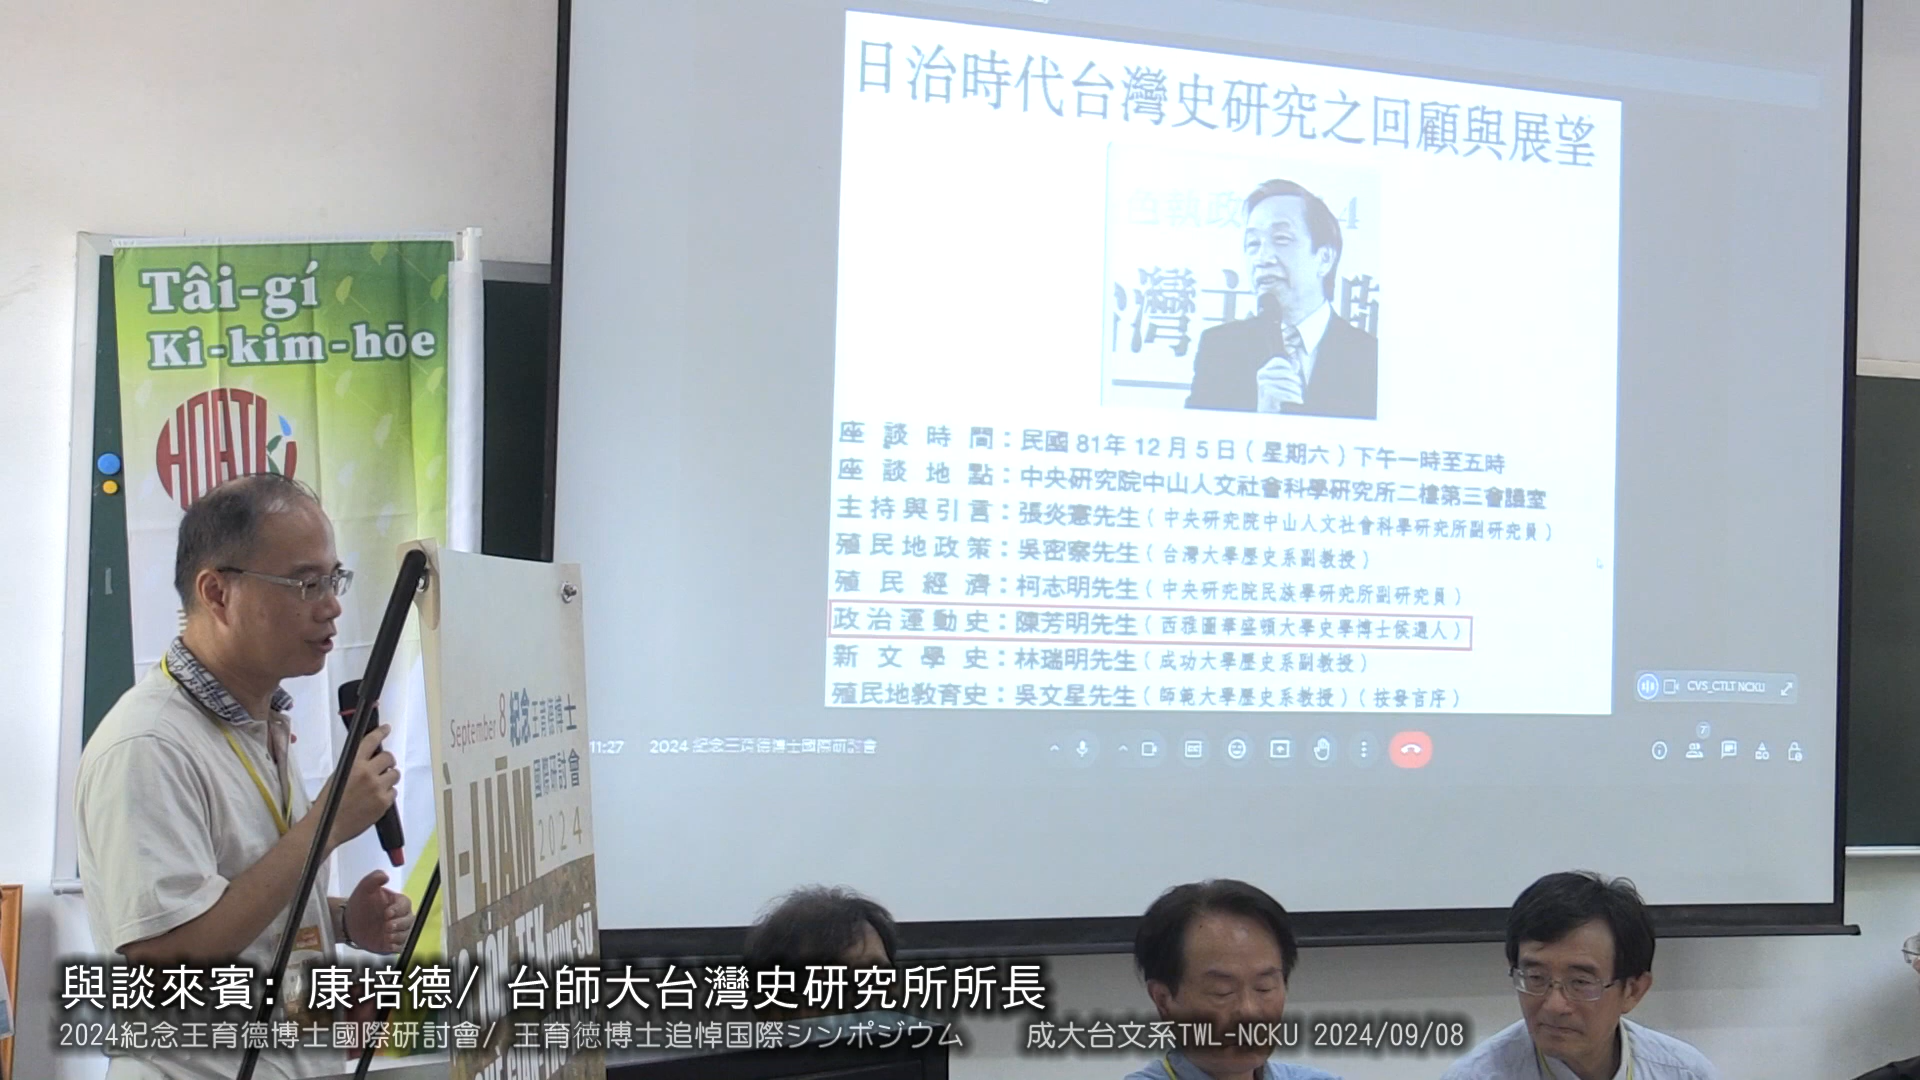 日治時代台灣史研究之回顧與展望
台灣
座談時間：民國 81年 12 月 5 日（星期六）下午一時至五時
座談地點：中央研究院中山人文社會科學研究所二樓第三會議室
主持與引言：張炎憲先生（中央研究院中山人文社會科學研究所副研究員）
殖民地政策：吳密察先生（台灣大學歷史系副教授）
殖民經濟：柯志明先生（中央研究院民族學研究所副研究員）
政治運動史：陳芳明先生（西雅圖華盛頓大學史學博士候選人）
新文學史：林瑞明先生（成功大學歷史系副教授）
殖民地教育史：吳文星先生（師範大學歷史系教授）（按發言序）
CVS_CTLT NCKU
11:27 2024 紀念王育德博士國際研討會
7
Tâi-gí
Ki-kim-hōe
HOATKI
September 8 紀念王育德博士
國際研討會
2024
Ì-LIĀM
與談來賓: 康培德/ 台師大台灣史研究所所長
2024紀念王育德博士國際研討會/ 王育徳博士追悼国際シンポジウム 成大台文系TWL-NCKU 2024/09/08